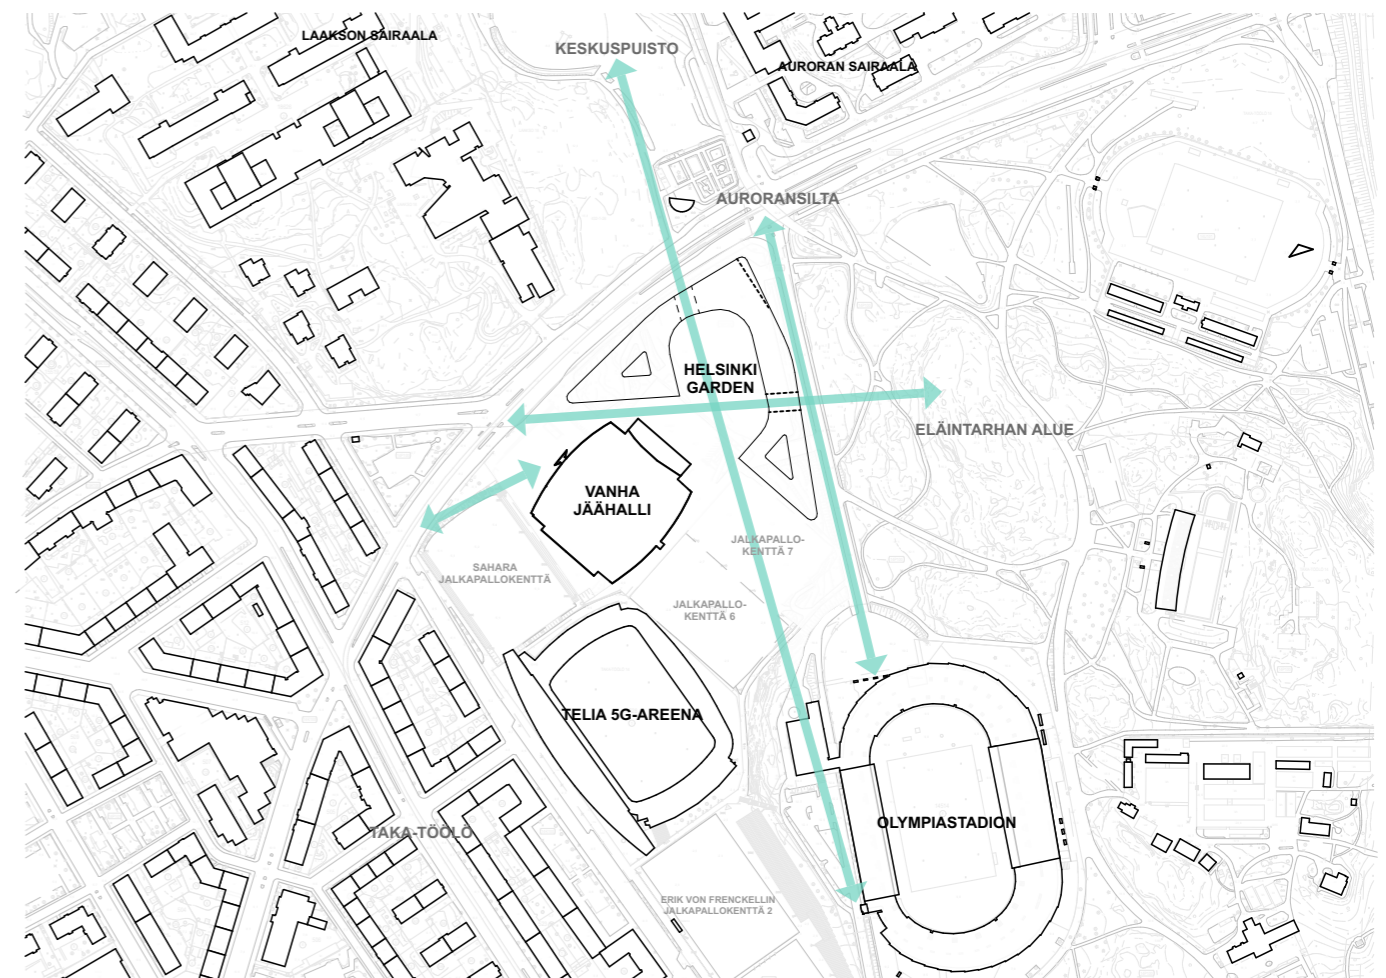 LAAKSON SAIRAALA
KESKUSPUISTO
AURORAN SAIRAALA
AURORANSILTA
HELSINKI
GARDEN
ELÄINTARHAN ALUE
VANHA
JÄÄHALLI
JALKAPALLO-
KENTTÄ 7
SAHARA
JALKAPALLOKENTTÄ
JALKAPALLO-
KENTTÄ 6
TELIA 5G-AREENA
OLYMPIASTADION
TAKA-TÖÖLÖ
ERIK VON FRENCKELLIN
JALKAPALLOKENTTÄ 2